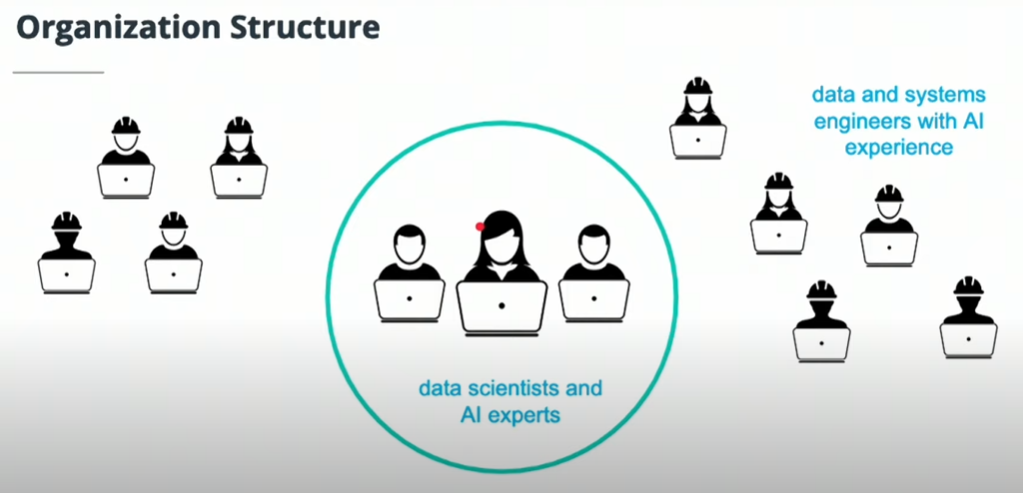 Organization Structure
data and systems
engineers with AI
experience
data scientists and
AI experts